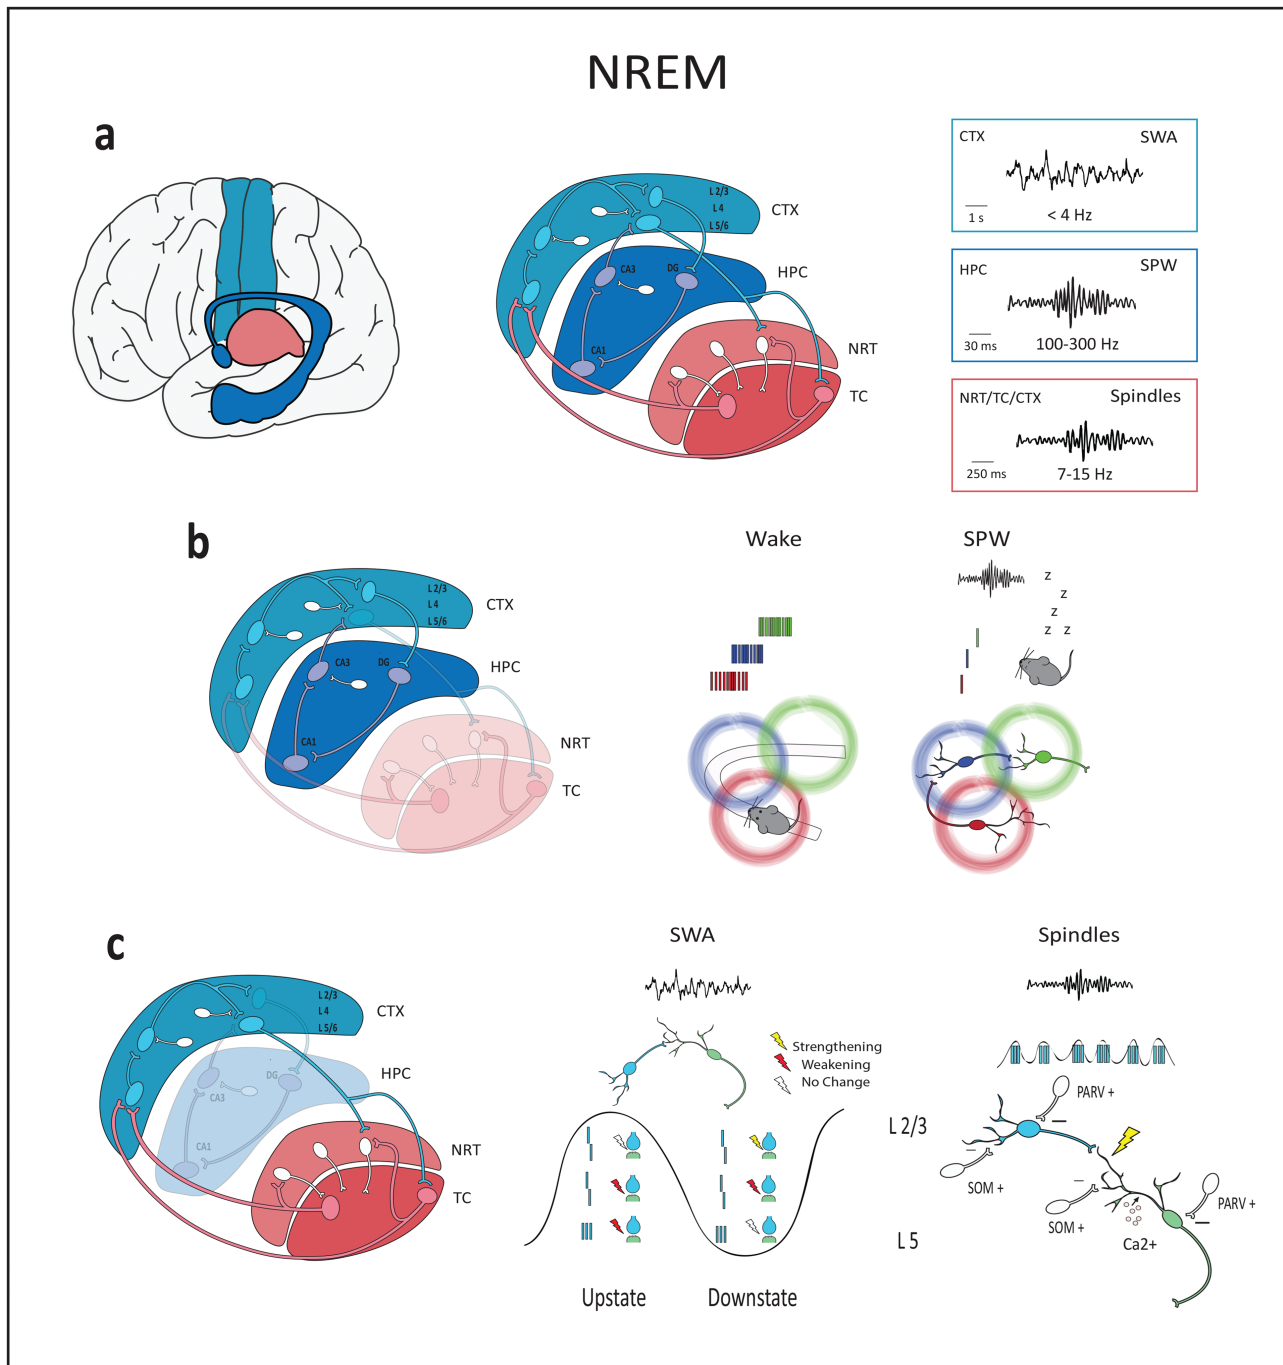 NREM
a
L 2/3
L 4
L 5/6
CTX
CA3
DG
HPC
CA1
NRT
TC
CTX
SWA
1 s
< 4 Hz
HPC
SPW
30 ms
100-300 Hz
NRT/TC/CTX
Spindles
250 ms
7-15 Hz
b
L 2/3
L 4
L 5/6
CTX
CA3
DG
HPC
CA1
NRT
TC
Wake
SPW
z
z
z
z z
c
L 2/3
L 4
L 5/6
CTX
DG
HPC
CA3
CA1
NRT
TC
SWA
Strengthening
Weakening
No Change
Upstate
Downstate
Spindles
PARV +
L 2/3
SOM +
SOM +
PARV +
Ca2+
L 5